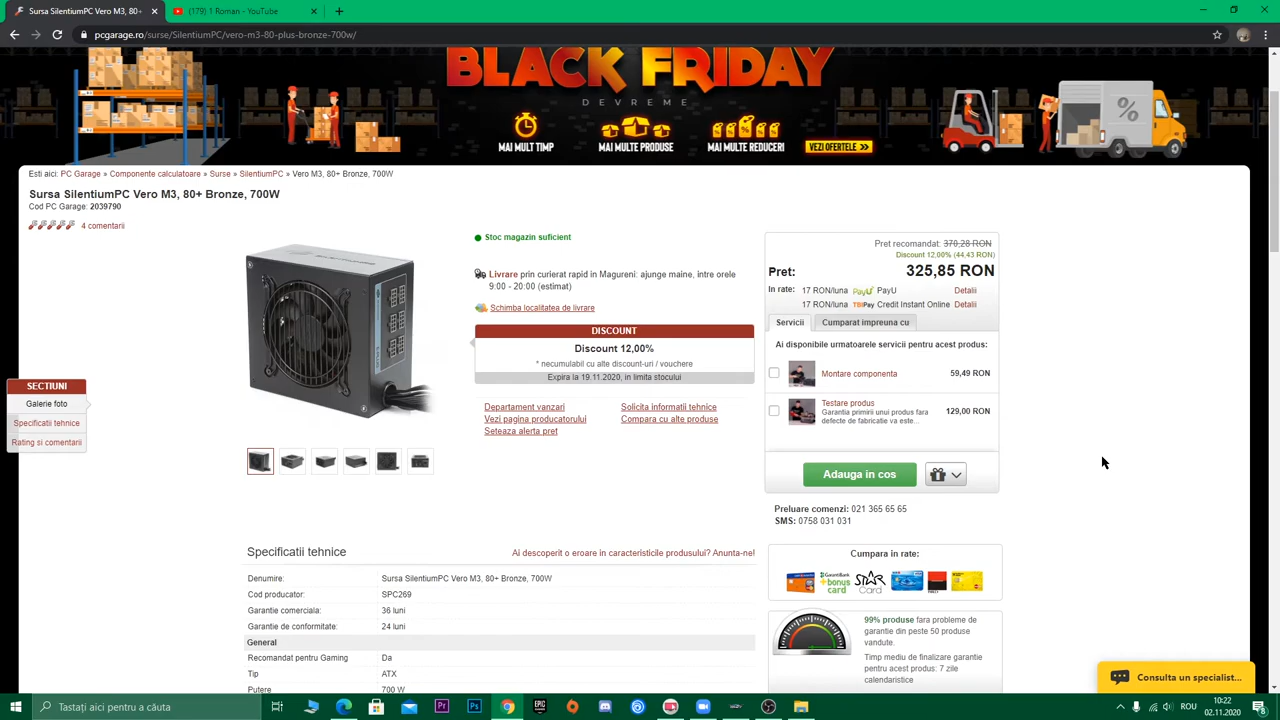 Sursa SilentiumPC Vero M3, 80+ Br
(179) 1 Roman - YouTube
pcgarage.ro/surse/SilentiumPC/vero-m3-80-plus-bronze-700w/
BLACK FRIDAY
DEVREME
MAI MULT TIMP
MAI MULTE PRODUSE
MAI MULTE REDUCERI
VEZI OFERTELE
%
Esti aici: PC Garage » Componente calculatoare » Surse » SilentiumPC » Vero M3, 80+ Bronze, 700W
Sursa SilentiumPC Vero M3, 80+ Bronze, 700W
Cod PC Garage: 2039790
4 comentarii
Stoc magazin suficient
Livrare prin curierat rapid in Magureni: ajunge maine, intre orele
9:00 - 20:00 (estimat)
Schimba localitatea de livrare
DISCOUNT
Discount 12,00%
* necumulabil cu alte discount-uri / vouchere
Expira la 19.11.2020, in limita stocului
Departament vanzari
Solicita informatii tehnice
Vezi pagina producatorului
Compara cu alte produse
Seteaza alerta pret
Pret recomandat: 370,28 RON
Discount 12,00% (44,43 RON)
Pret: 325,85 RON
In rate: 17 RON/luna PayU PayU Detalii
17 RON/luna TBIPay Credit Instant Online Detalii
Servicii
Cumparat impreuna cu
Ai disponibile urmatoarele servicii pentru acest produs:
Montare componenta 59,49 RON
Testare produs
Garantia primirii unui produs fara
defecte de fabricatie va este...
129,00 RON
Adauga in cos
Preluare comenzi: 021 365 65 65
SMS: 0758 031 031
SECTIUNI
Galerie foto
Specificatii tehnice
Rating si comentarii
Specificatii tehnice
Ai descoperit o eroare in caracteristicile produsului? Anunta-ne!
Denumire: Sursa SilentiumPC Vero M3, 80+ Bronze, 700W
Cod producator: SPC269
Garantie comerciala: 36 luni
Garantie de conformitate: 24 luni
General
Recomandat pentru Gaming Da
Tip ATX
Putere 700 W
Cumpara in rate:
GarantiBank
bonus
card
STAR
Card
99% produse fara probleme de
garantie din peste 50 produse
vandute.
Timp mediu de finalizare garantie
pentru acest produs: 7 zile
calendaristice
Consulta un specialist...
Tastați aici pentru a căuta
Pr
Ps
EPIC
ROU
10:22
02.11.2020
8